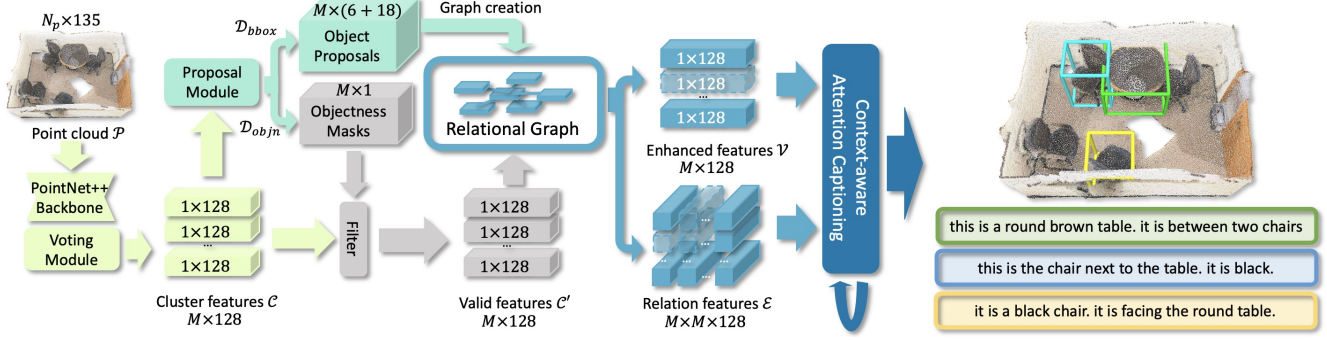 N_p×135
Point cloud 𝒫
PointNet++
Backbone
Voting
Module
1×128
1×128
...
1×128
Cluster features 𝒞
M×128
Proposal
Module
𝒟_bbox
𝒟_objn
M×(6 + 18)
Object
Proposals
M×1
Objectness
Masks
Filter
Graph creation
Relational Graph
1×128
1×128
...
1×128
Valid features 𝒞′
M×128
1×128
1×128
...
1×128
Enhanced features 𝒱
M×128
...
...
...
Relation features ℰ
M×M×128
Context-aware
Attention Captioning
this is a round brown table. it is between two chairs
this is the chair next to the table. it is black.
it is a black chair. it is facing the round table.